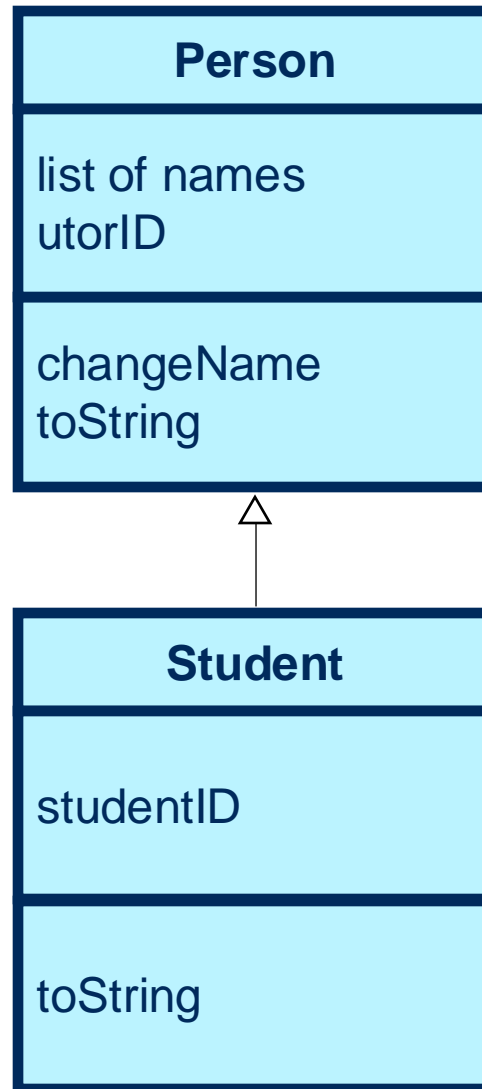 Person
list of names
utorID
changeName
toString
Student
studentID
toString